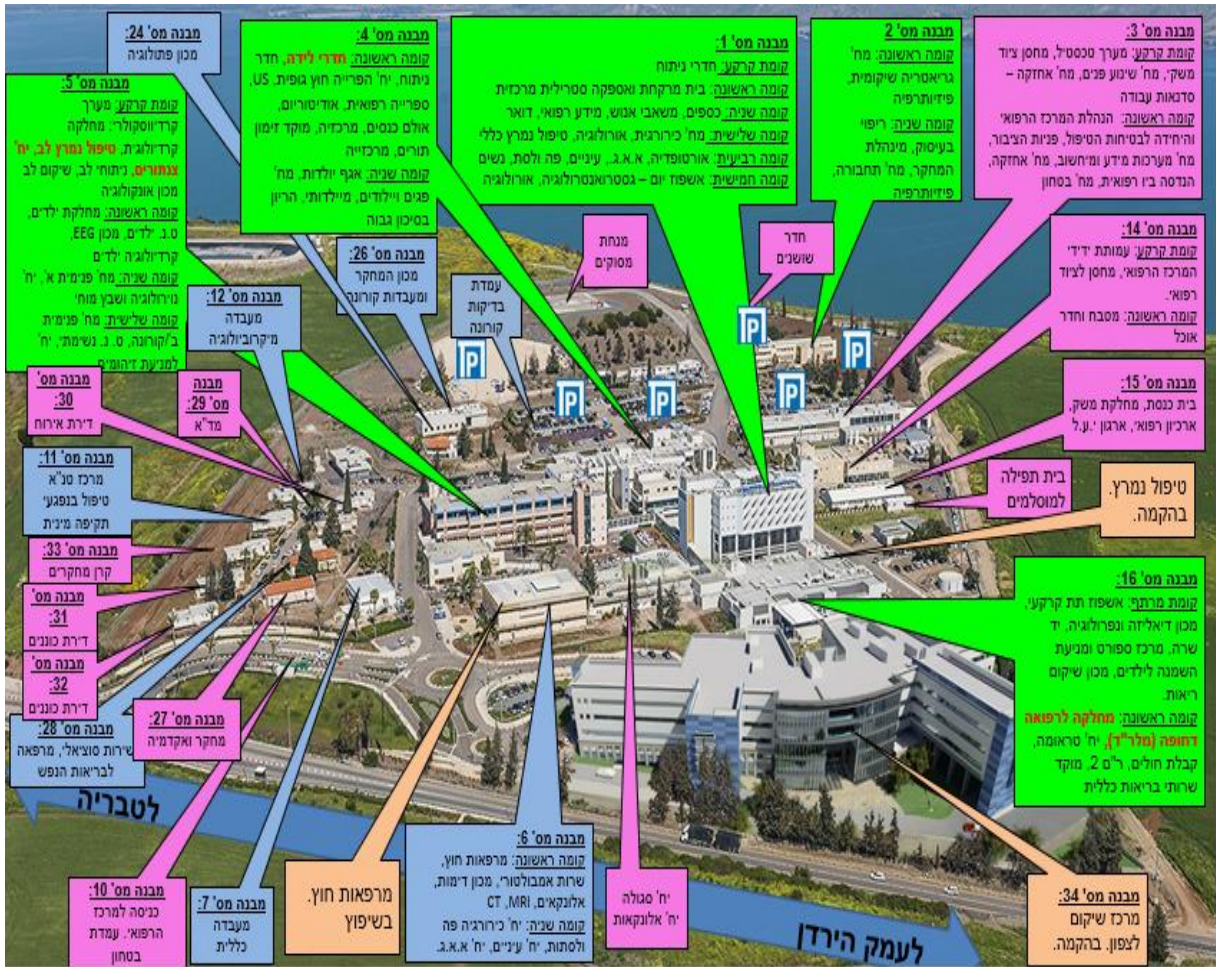 מבנה מס' 24:
מכון פתולוגיה
מבנה מס' 4:
קומה ראשונה: חדרי לידה, חדר
ניתוח, יח' הפרייה חוץ גופית, US,
ספרייה רפואית, אודיטוריום,
אולם כנסים, מרכזיה, מוקד זימון
תורים, מרכזייה
קומה שניה: אגף יולדות, מח'
פגים ויילודים, מיילדותי, הריון
בסיכון גבוה
מבנה מס' 1:
קומת קרקע: חדרי ניתוח
קומה ראשונה: בית מרקחת ואספקה סטרילית מרכזית
קומה שניה: כספים, משאבי אנוש, מידע רפואי, דואר
קומה שלישית: מח' כירורגית, אורולוגיה, טיפול נמרץ כללי
קומה רביעית: אורטופדיה, א.א.ג., עיניים, פה ולסת, נשים
קומה חמישית: אשפוז יום – גסטרואנטרולוגיה, אורולוגיה
מבנה מס' 2
קומה ראשונה: מח'
גריאטריה שיקומית,
פיזיותרפיה
קומה שניה: ריפוי
בעיסוק, מינהלת
המחקר, מח' תחבורה,
פיזיותרפיה
מבנה מס' 3:
קומת קרקע: מערך טכסטיל, מחסן ציוד
משקי, מח' שינוע פנים, מח' אחזקה –
סדנאות עבודה
קומה ראשונה: הנהלת המרכז הרפואי
והיחידה לבטיחות הטיפול, פניות הציבור,
מח' מערכות מידע ומיחשוב, מח' אחזקה,
הנדסה ביו רפואית, מח' בטחון
מבנה מס' 5:
קומת קרקע: מערך
קרדיווסקולרי: מחלקה
קרדיולוגית, טיפול נמרץ לב, יח'
צנתורים, ניתוחי לב, שיקום לב
מכון אונקולוגיה
קומה ראשונה: מחלקת ילדים,
ט.נ. ילדים, מכון EEG,
קרדיולוגיה ילדים
קומה שניה: מח' פנימית א', יח'
נוירולוגיה ושבץ מוחי
קומה שלישית: מח' פנימית
ב'/קורונה, ט. נ. נשימתי, יח'
למניעת זיהומים
מבנה מס' 26:
מכון המחקר
ומעבדות קורונה
עמדת
בדיקות
קורונה
מנחת
מסוקים
חדר
שושנים
מבנה מס' 14:
קומת קרקע: עמותת ידידי
המרכז הרפואי, מחסן לציוד
רפואי.
קומה ראשונה: מטבח וחדר
אוכל
מבנה מס' 12:
מעבדה
מיקרוביולוגיה
P
P
P
P
P
P
מבנה מס' 15:
בית כנסת, מחלקת משק,
ארכיון רפואי, ארגון י.ע.ל
מבנה מס'
30:
דירת אירוח
מבנה
מס' 29:
מד"א
בית תפילה
למוסלמים
טיפול נמרץ.
בהקמה.
מבנה מס' 11:
מרכז טנ"א
טיפול בנפגעי
תקיפה מינית
מבנה מס' 33:
קרן מחקרים
מבנה מס'
31:
דירת כוננים
מבנה מס'
32:
דירת כוננים
מבנה מס' 16:
קומת מרתף: אשפוז תת קרקעי,
מכון דיאליזה ונפרולוגיה, יד
שרה, מרכז ספורט ומניעת
השמנה לילדים, מכון שיקום
ריאות.
קומה ראשונה: מחלקה לרפואה
דחופה (מלר"ד), יח' טראומה,
קבלת חולים, ר"ם 2, מוקד
שרותי בריאות כללית
מבנה מס' 28:
שירות סוציאלי, מרפאה
לבריאות הנפש
מבנה מס' 27:
מחקר ואקדמיה
לטבריה
מבנה מס' 10:
כניסה למרכז
הרפואי. עמדת
בטחון
מבנה מס' 7:
מעבדה
כללית
מרפאות חוץ.
בשיפוץ
מבנה מס' 6:
קומה ראשונה: מרפאות חוץ,
שרות אמבולטורי, מכון דימות,
אלונקאים, CT ,MRI
קומה שניה: יח' כירורגיה פה
ולסתות, יח' עיניים, יח' א.א.ג.
יח' סגולה
יח' אלונקאות
לעמק הירדן
מבנה מס' 34:
מרכז שיקום
לצפון. בהקמה.